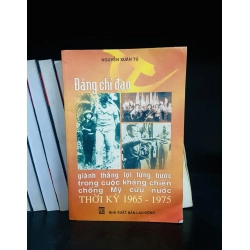 NGUYỄN XUÂN TÚ
Đảng chỉ đạo
giành thắng lợi từng bước
trong cuộc kháng chiến
chống Mỹ cứu nước
THỜI KỲ 1965 - 1975
NHÀ XUẤT BẢN LAO ĐỘNG